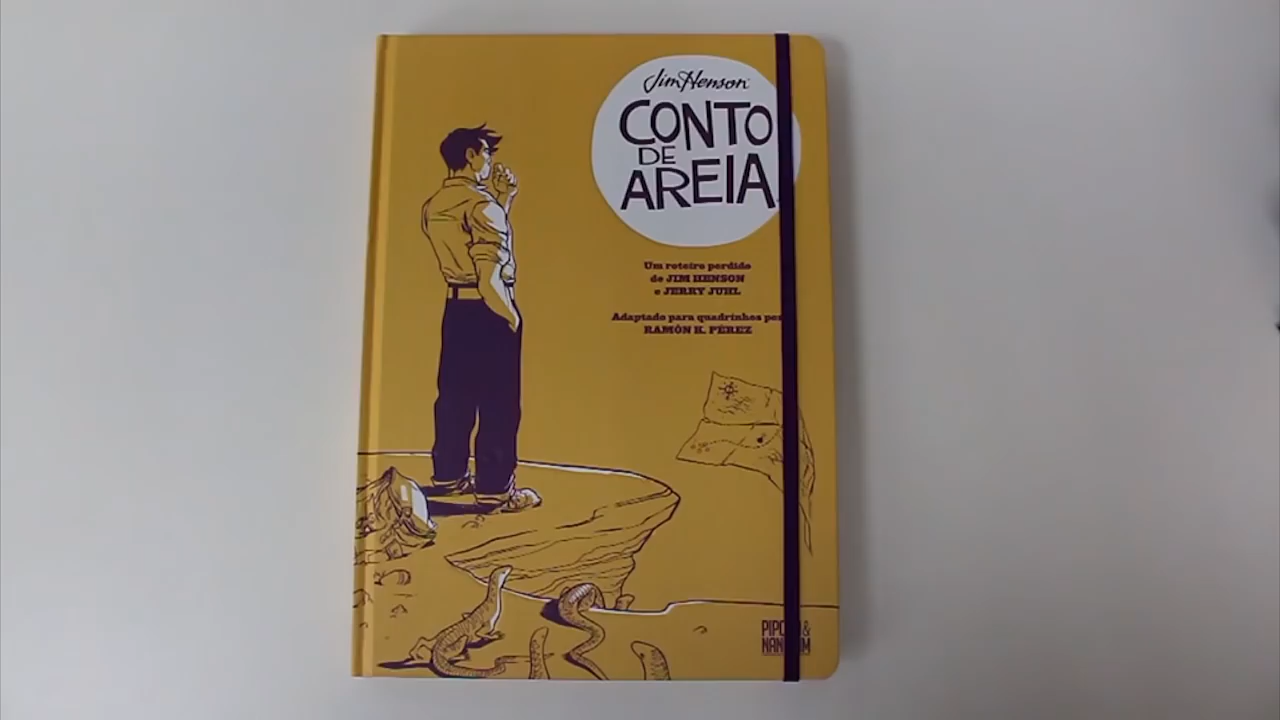 Jim Henson
CONTO
DE
AREIA
Um roteiro perdido
de JIM HENSON
e JERRY JUHL
Adaptado para quadrinhos por
RAMÓN K. PÉREZ